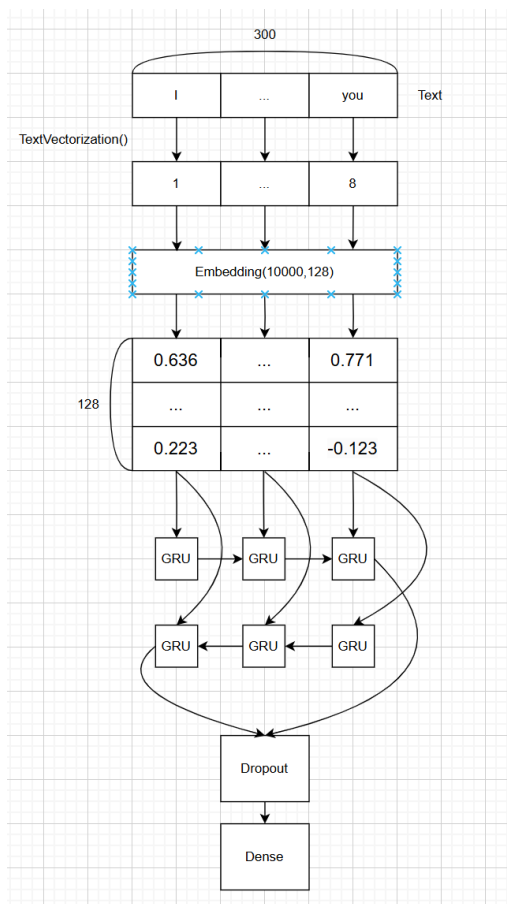 300
I ... you Text
TextVectorization()
1 ... 8
Embedding(10000,128)
0.636 ... 0.771
128 ... ... ...
0.223 ... -0.123
GRU GRU GRU
GRU GRU GRU
Dropout
Dense